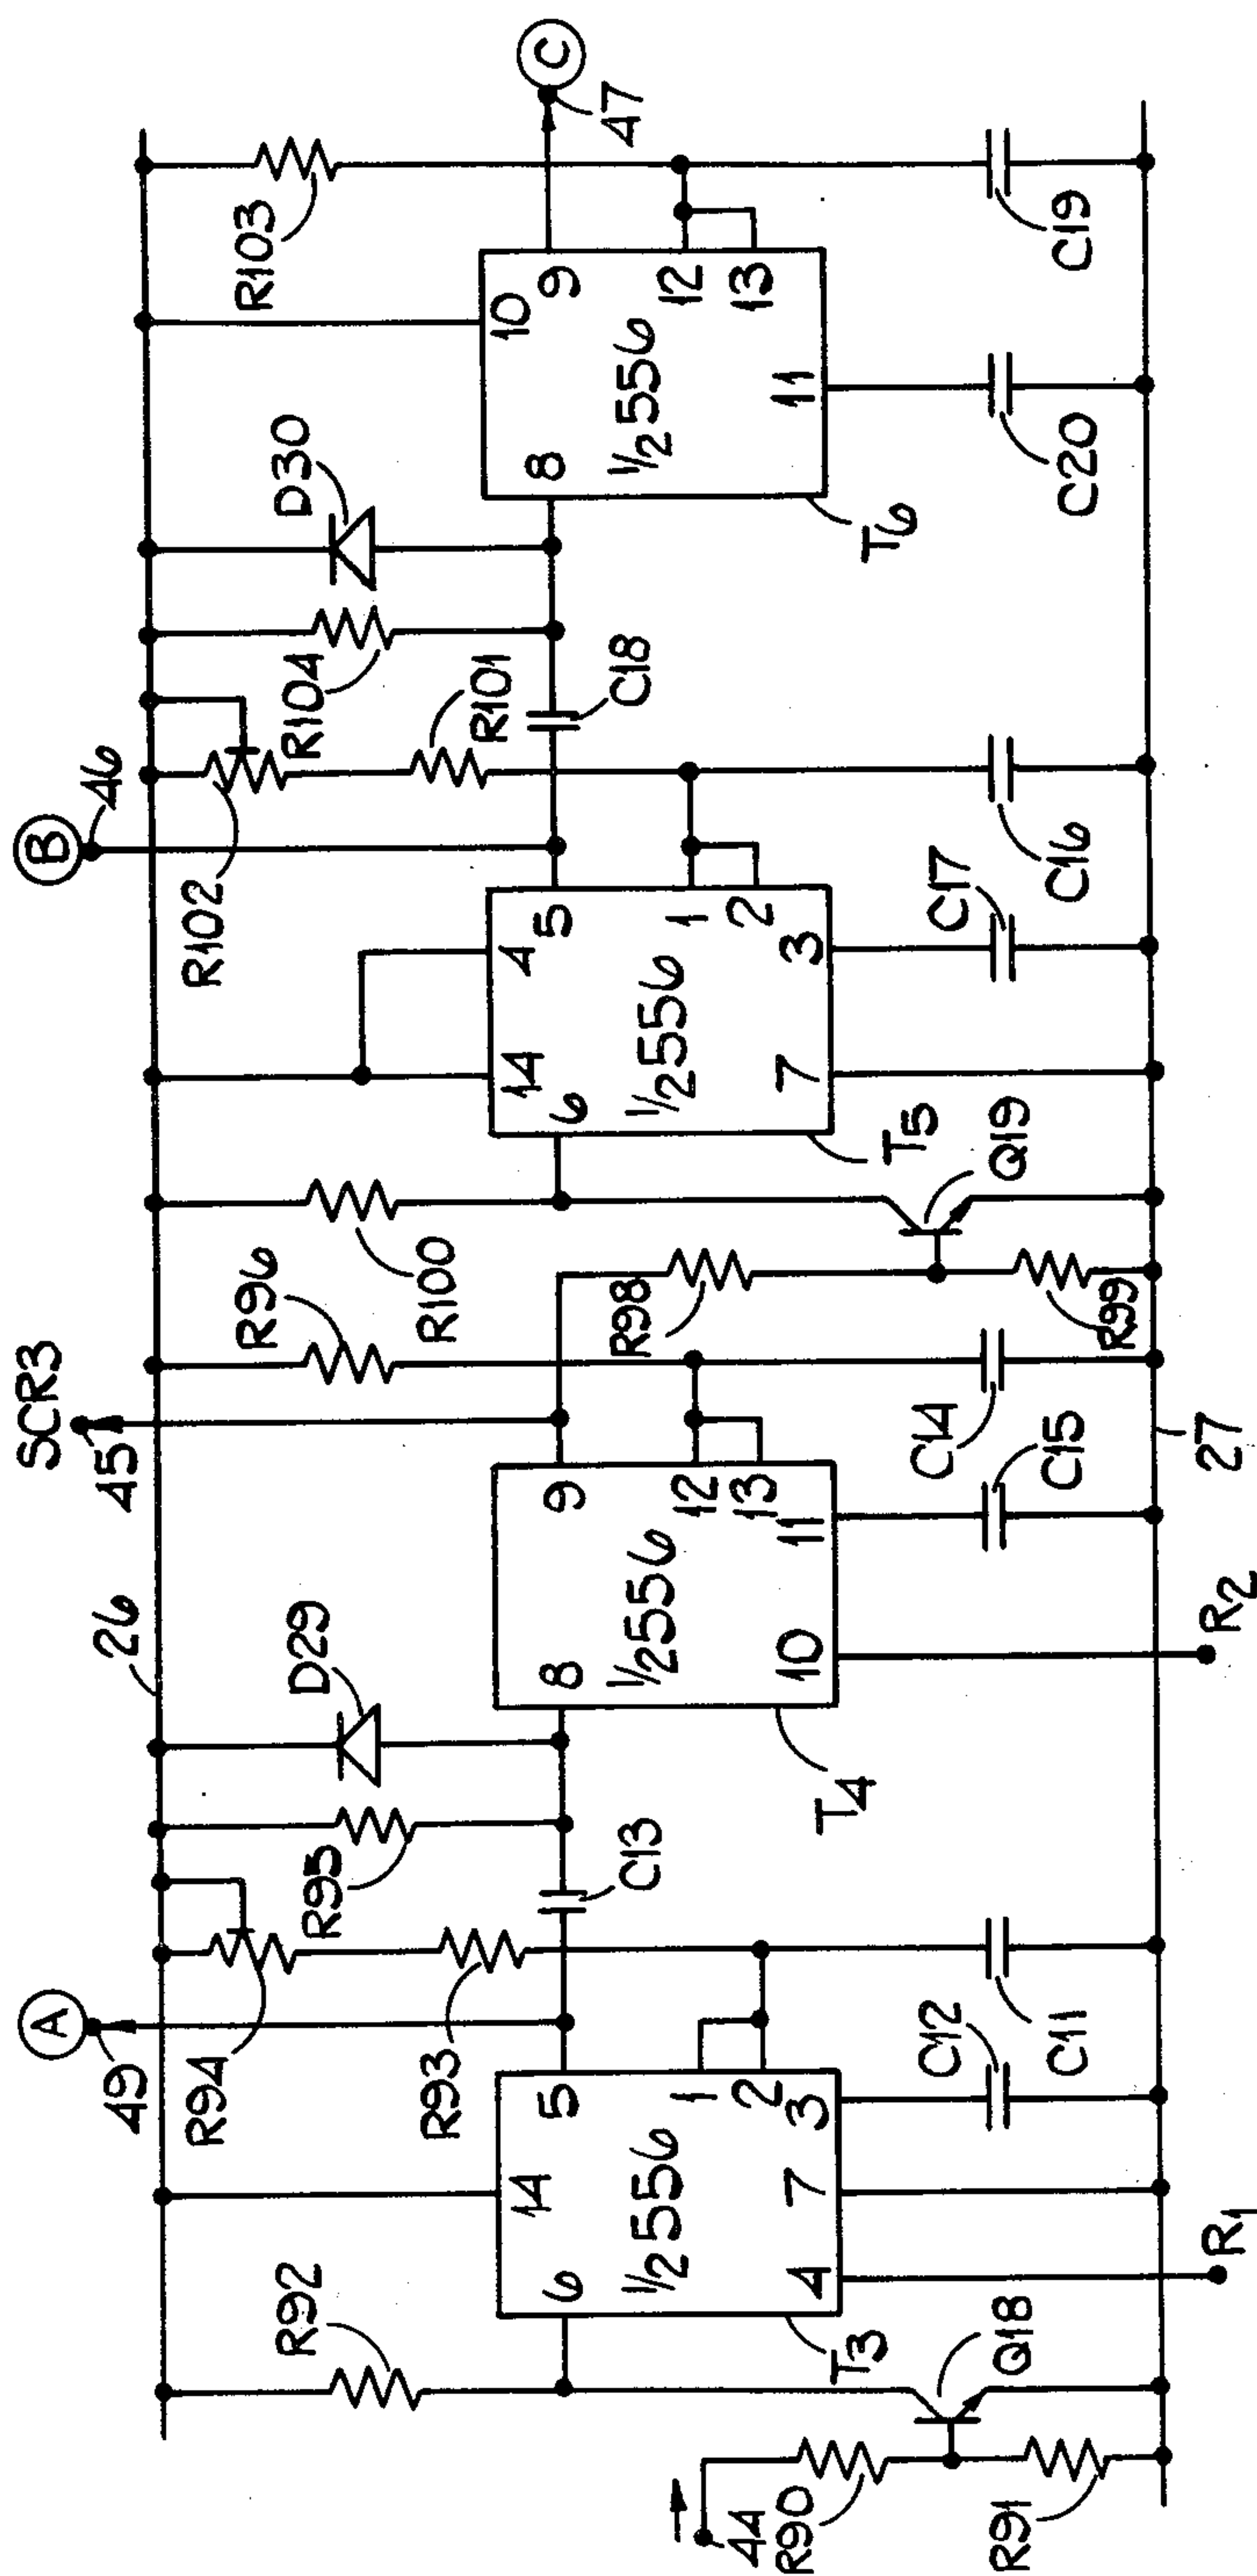 A
49
26
SCR3
45
B
46
C
47
R92
R94
R93
R95
D29
C13
R96
R100
R102
R104
R101
D30
C18
R103
6
14
5
½556
1
2
4
7
3
T3
8
9
½556
12
13
10
11
T4
14
4
6
5
½556
1
2
7
3
T5
10
8
9
½556
12
13
11
T6
44
R90
R91
Q18
R1
C12
C11
R2
C15
C14
R98
R99
27
Q19
C17
C16
C20
C19